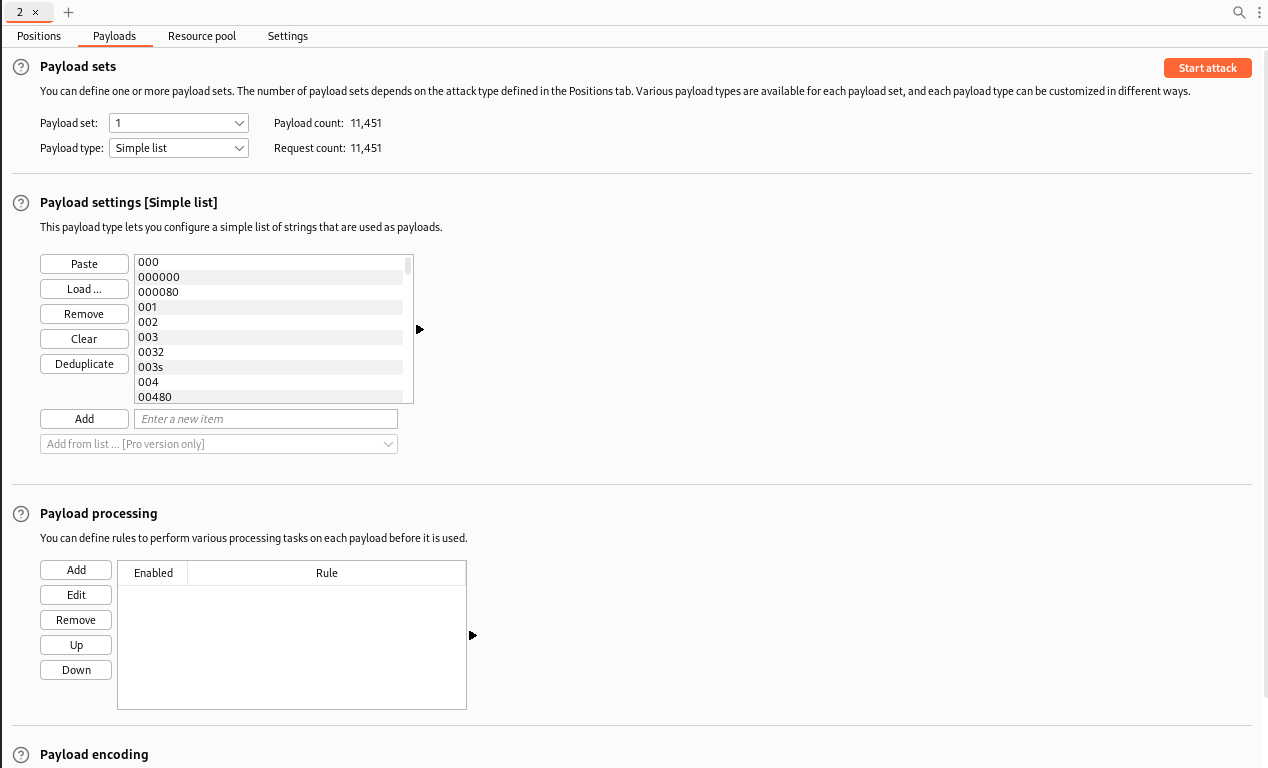 2 ×  +
Positions Payloads Resource pool Settings
Payload sets
Start attack
You can define one or more payload sets. The number of payload sets depends on the attack type defined in the Positions tab. Various payload types are available for each payload set, and each payload type can be customized in different ways.
Payload set: 1 Payload count: 11,451
Payload type: Simple list Request count: 11,451
Payload settings [Simple list]
This payload type lets you configure a simple list of strings that are used as payloads.
Paste
Load ...
Remove
Clear
Deduplicate
000
000000
000080
001
002
003
0032
003s
004
00480
Add Enter a new item
Add from list ... [Pro version only]
Payload processing
You can define rules to perform various processing tasks on each payload before it is used.
Add
Edit
Remove
Up
Down
Enabled Rule
Payload encoding